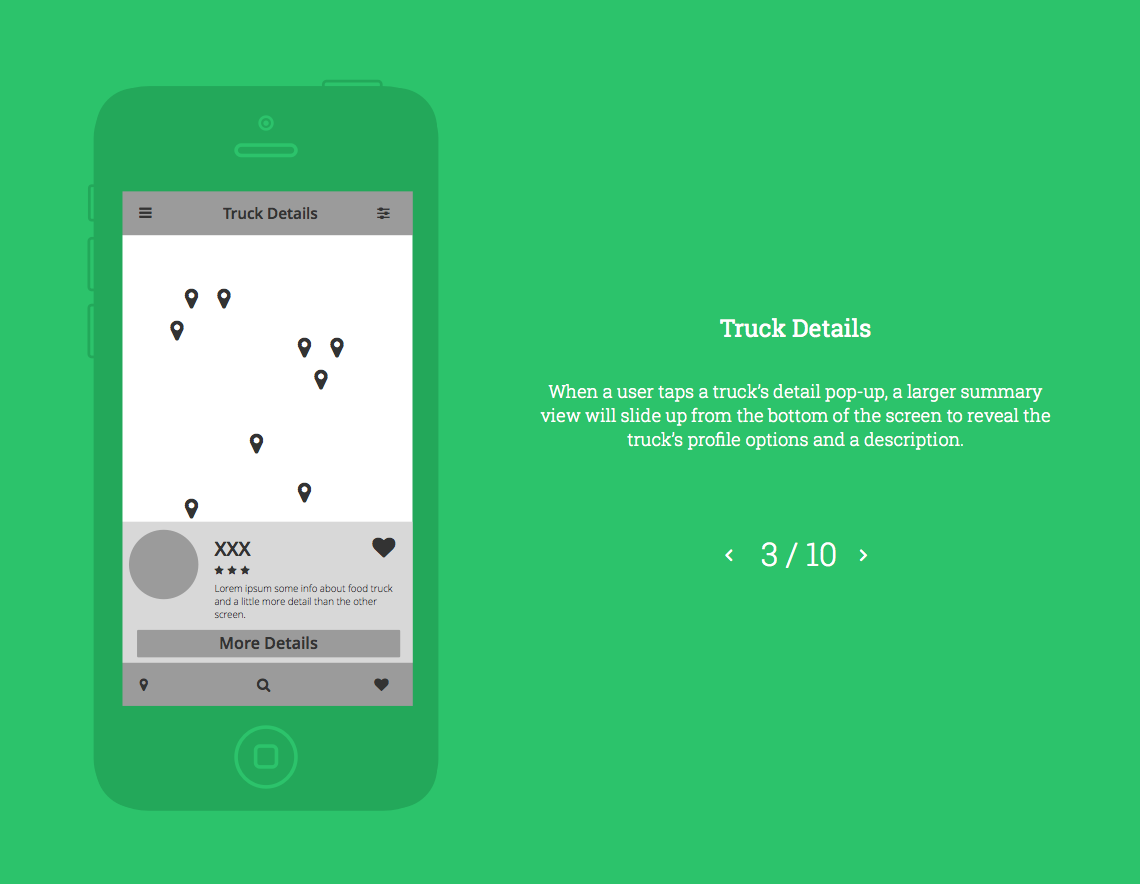 Truck Details
XXX
Lorem ipsum some info about food truck
and a little more detail than the other
screen.
More Details
Truck Details
When a user taps a truck’s detail pop-up, a larger summary
view will slide up from the bottom of the screen to reveal the
truck’s profile options and a description.
3 / 10